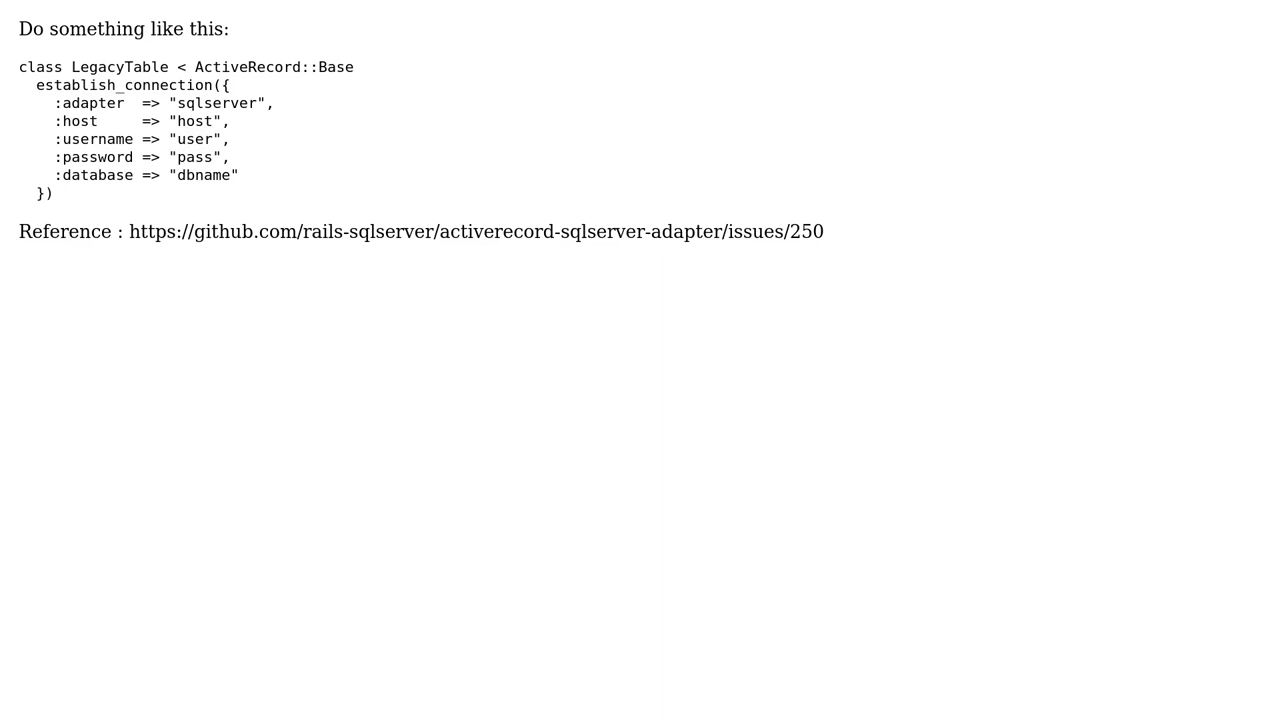 Do something like this:
class LegacyTable < ActiveRecord::Base
  establish_connection({
    :adapter  => "sqlserver",
    :host     => "host",
    :username => "user",
    :password => "pass",
    :database => "dbname"
  })
Reference : https://github.com/rails-sqlserver/activerecord-sqlserver-adapter/issues/250